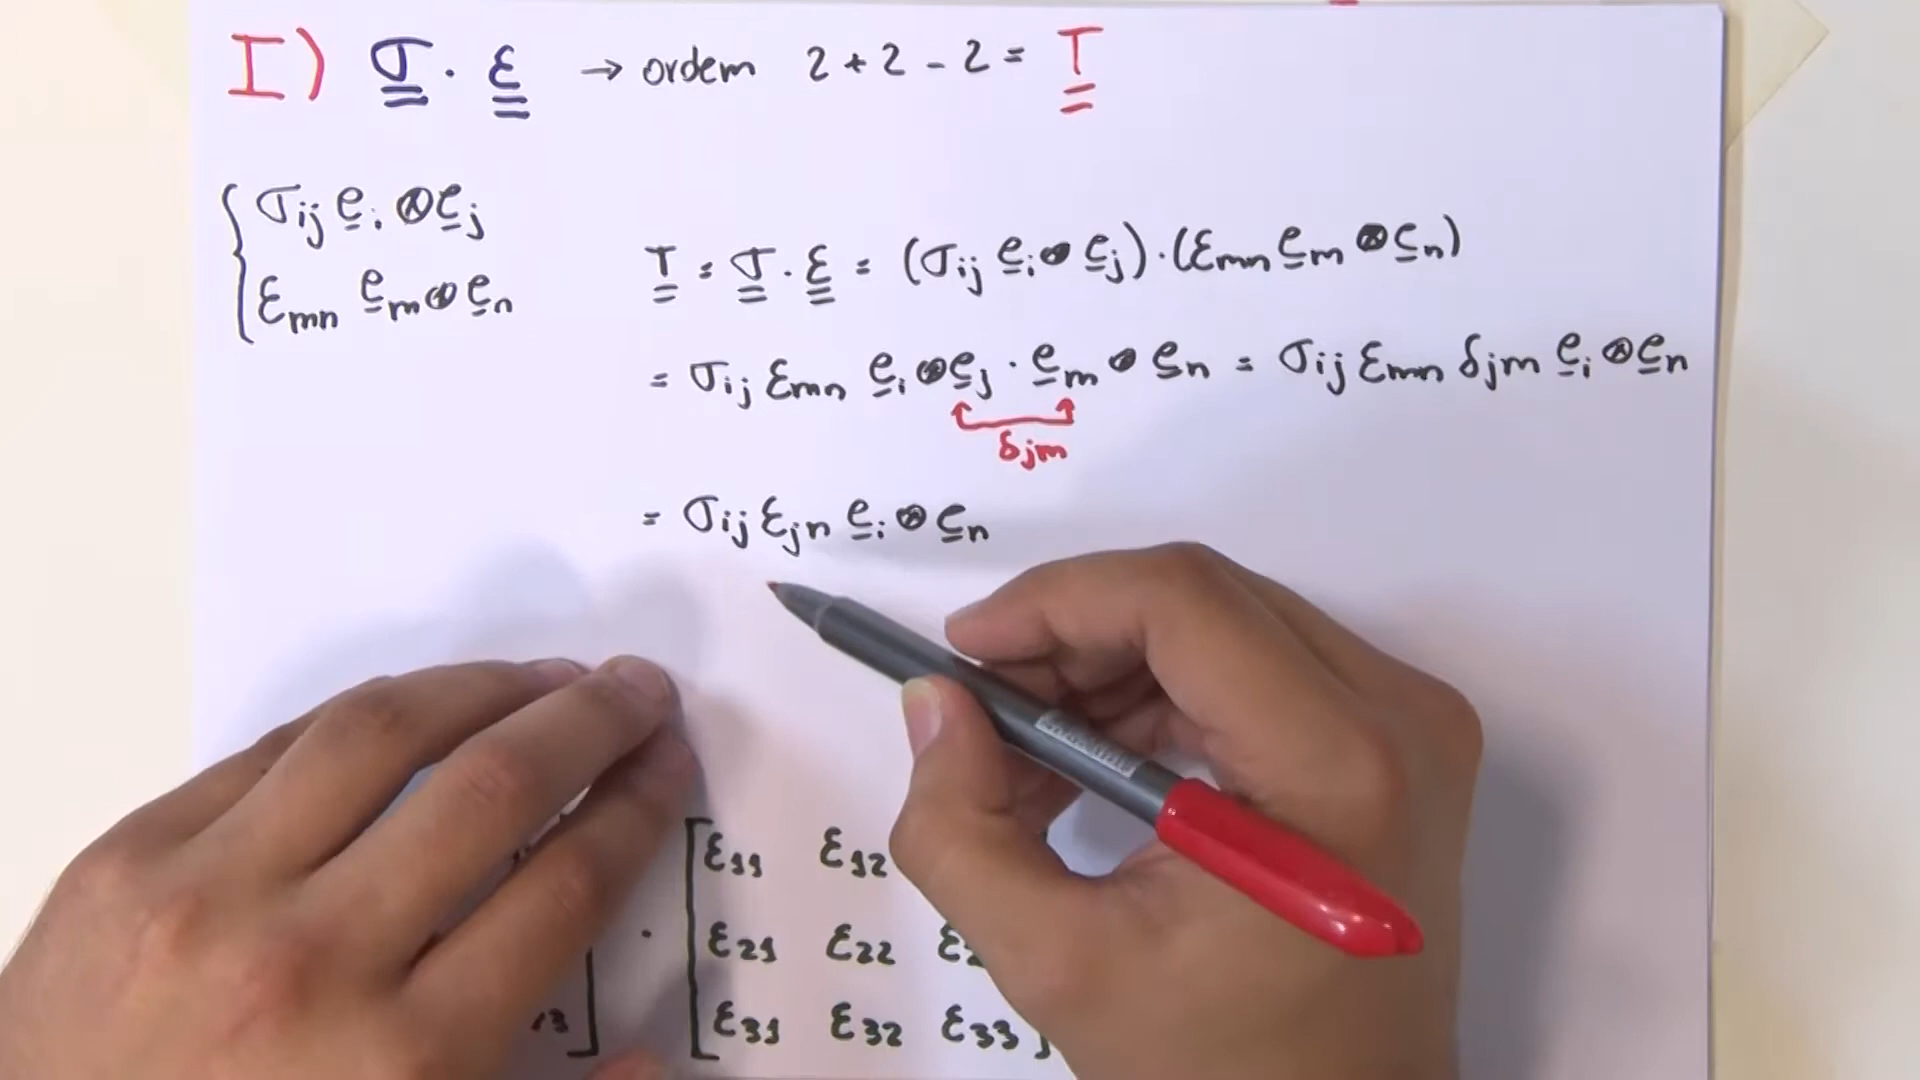 I) σ · ε → ordem 2 + 2 - 2 = T
σij ei ⊗ ej
εmn em ⊗ en
T = σ · ε = (σij ei ⊗ ej) · (εmn em ⊗ en)
= σij εmn ei ⊗ ej · em ⊗ en = σij εmn δjm ei ⊗ en
δjm
= σij εjn ei ⊗ en
ε11 ε12
· ε21 ε22
ε31 ε32 ε33